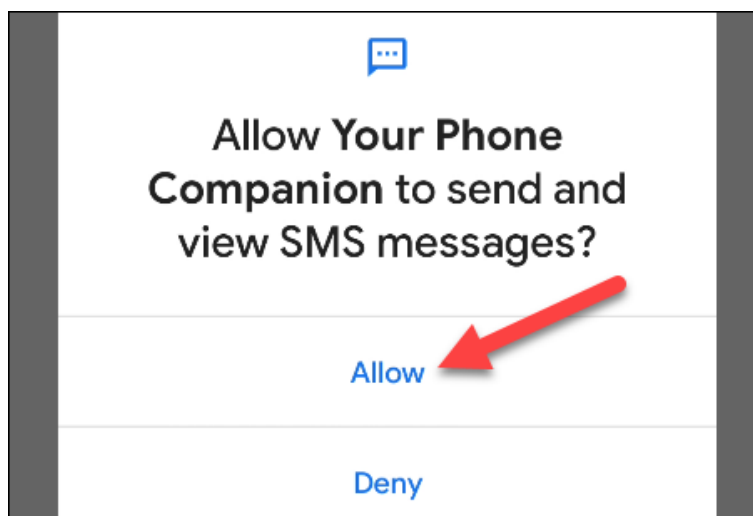 Allow Your Phone
Companion to send and
view SMS messages?
Allow
Deny